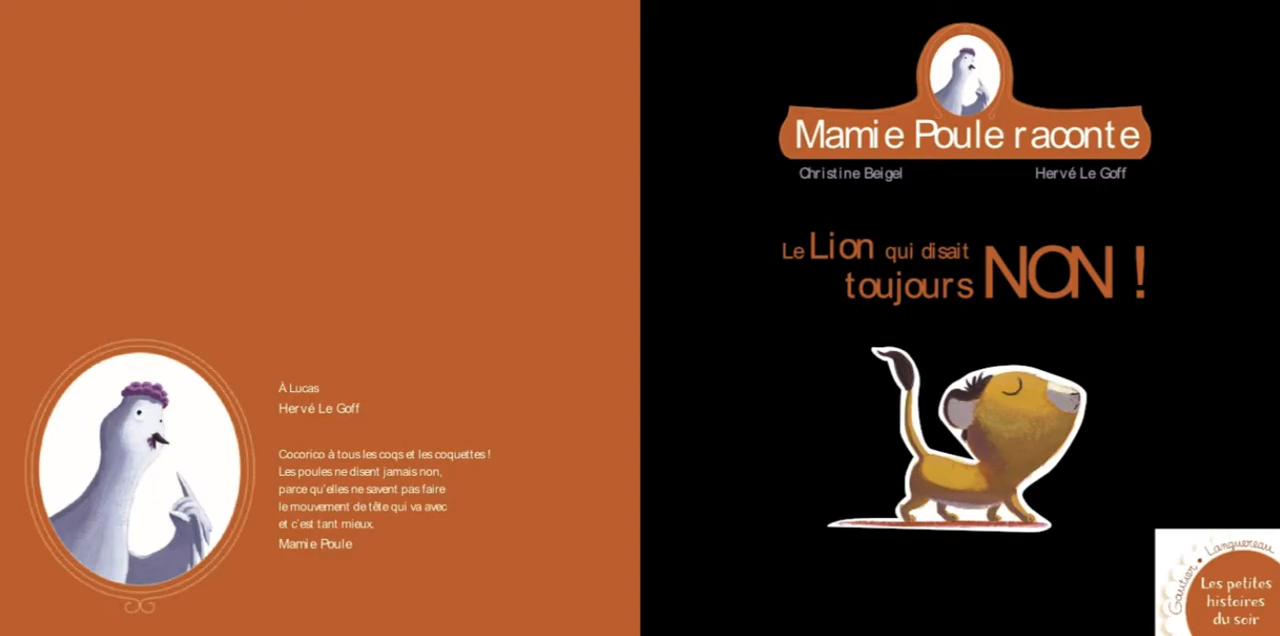 À Lucas
Hervé Le Goff
Cocorico à tous les coqs et les coquettes !
Les poules ne disent jamais non,
parce qu'elles ne savent pas faire
le mouvement de tête qui va avec
et c'est tant mieux.
Mamie Poule
Mamie Poule raconte
Christine Beigel Hervé Le Goff
Le Lion qui disait
toujours NON !
Gautier • Languereau
Les petites
histoires
du soir